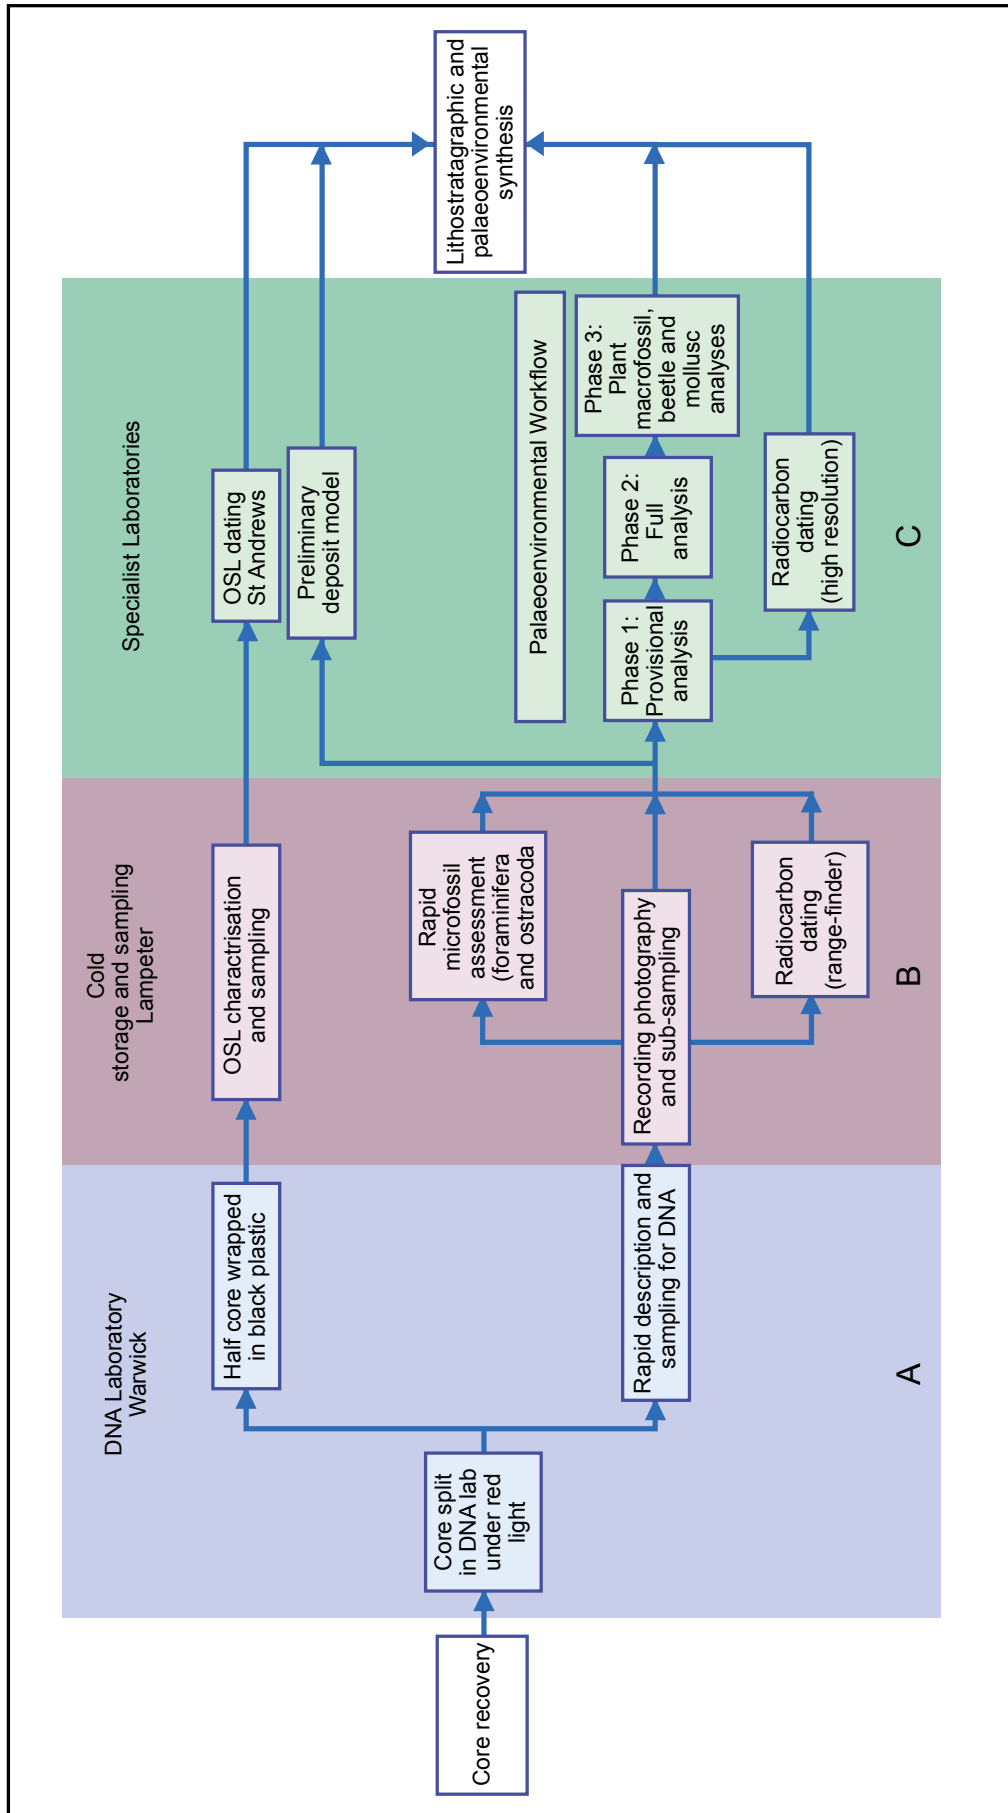 DNA Laboratory
Warwick
Cold
storage and sampling
Lampeter
Specialist Laboratories
Core recovery
Core split
in DNA lab
under red
light
Half core wrapped
in black plastic
Rapid description and
sampling for DNA
OSL charactrisation
and sampling
Rapid
microfossil
assessment
(foraminifera
and ostracoda
Recording photography
and sub-sampling
Radiocarbon
dating
(range-finder)
OSL dating
St Andrews
Preliminary
deposit model
Palaeoenvironmental Workflow
Phase 1:
Provisional
analysis
Phase 2:
Full
analysis
Phase 3:
Plant
macrofossil,
beetle and
mollusc
analyses
Radiocarbon
dating
(high resolution)
Lithostratagraphic and
palaeoenvironmental
synthesis
A
B
C